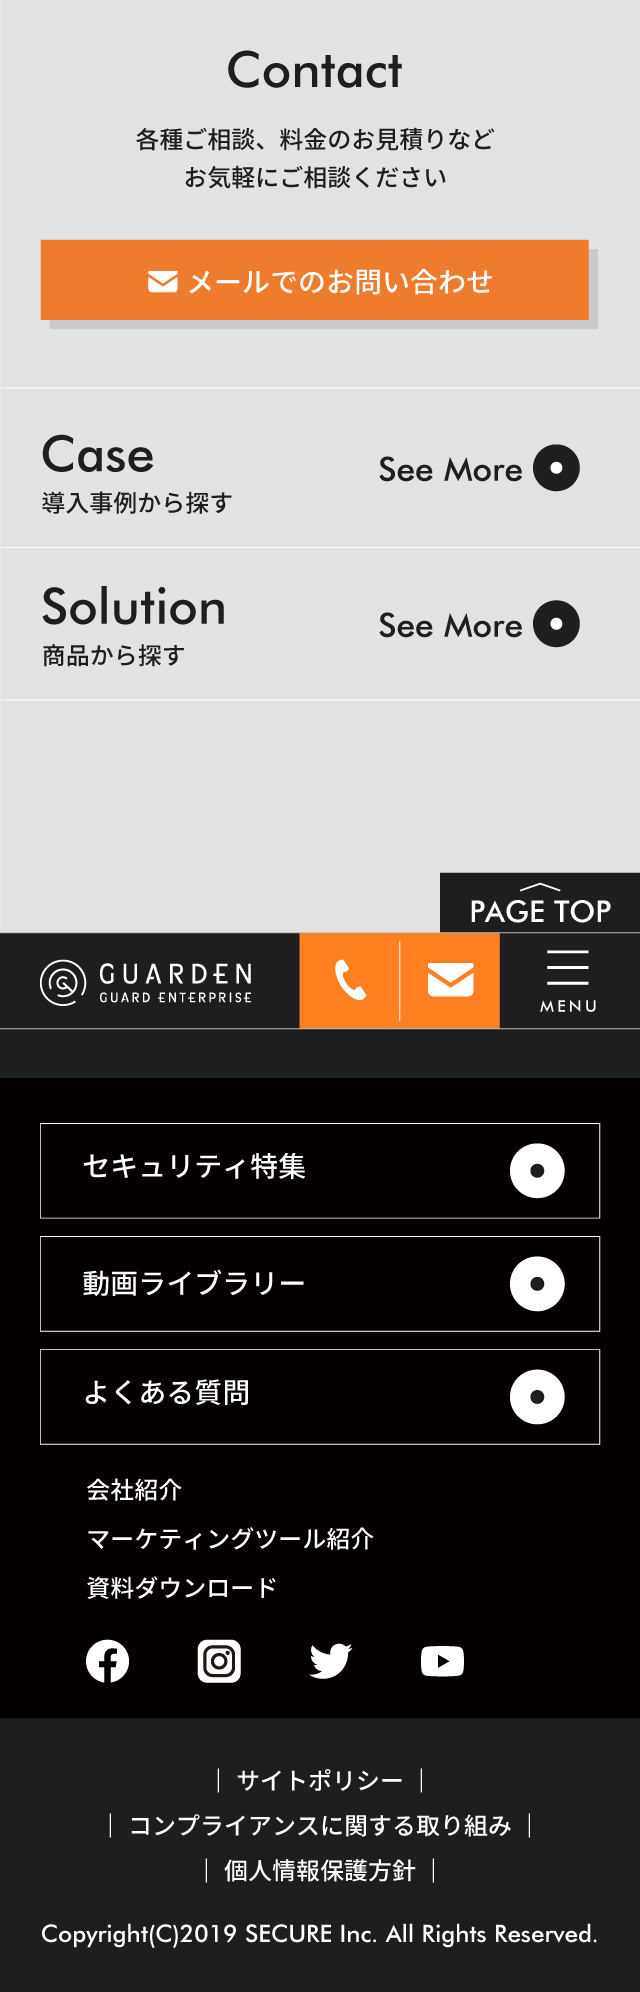 Contact
各種ご相談、料金のお見積りなど
お気軽にご相談ください
メールでのお問い合わせ
Case
導入事例から探す
See More
Solution
商品から探す
See More
PAGE TOP
GUARDEN
GUARD ENTERPRISE
MENU
セキュリティ特集
動画ライブラリー
よくある質問
会社紹介
マーケティングツール紹介
資料ダウンロード
｜ サイトポリシー ｜
｜ コンプライアンスに関する取り組み ｜
｜ 個人情報保護方針 ｜
Copyright(C)2019 SECURE Inc. All Rights Reserved.